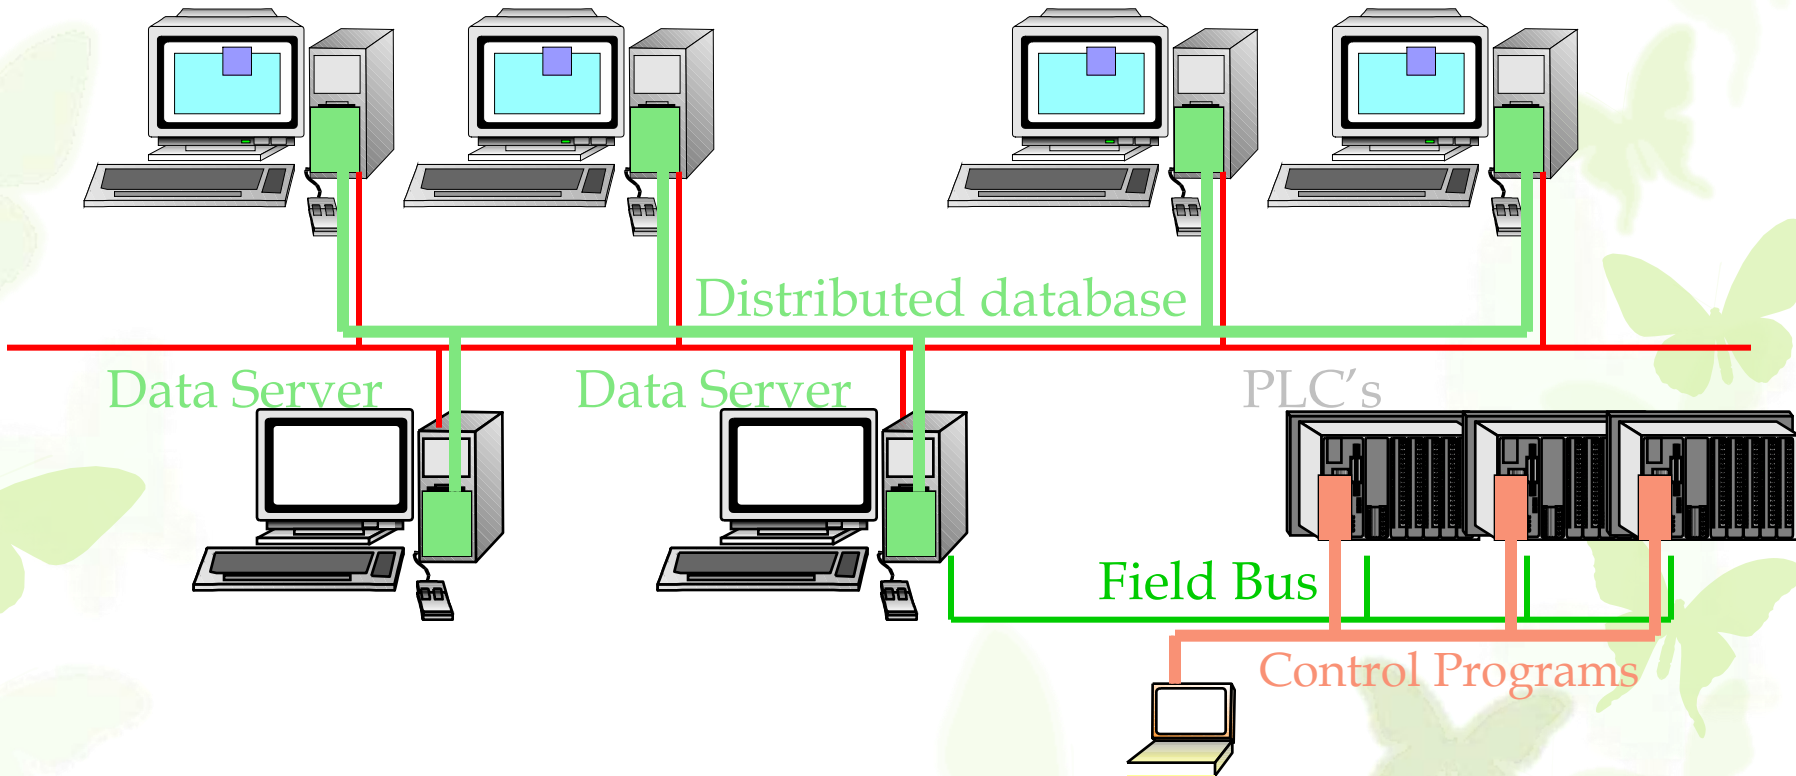 Distributed database
Data Server
Data Server
PLC’s
Field Bus
Control Programs